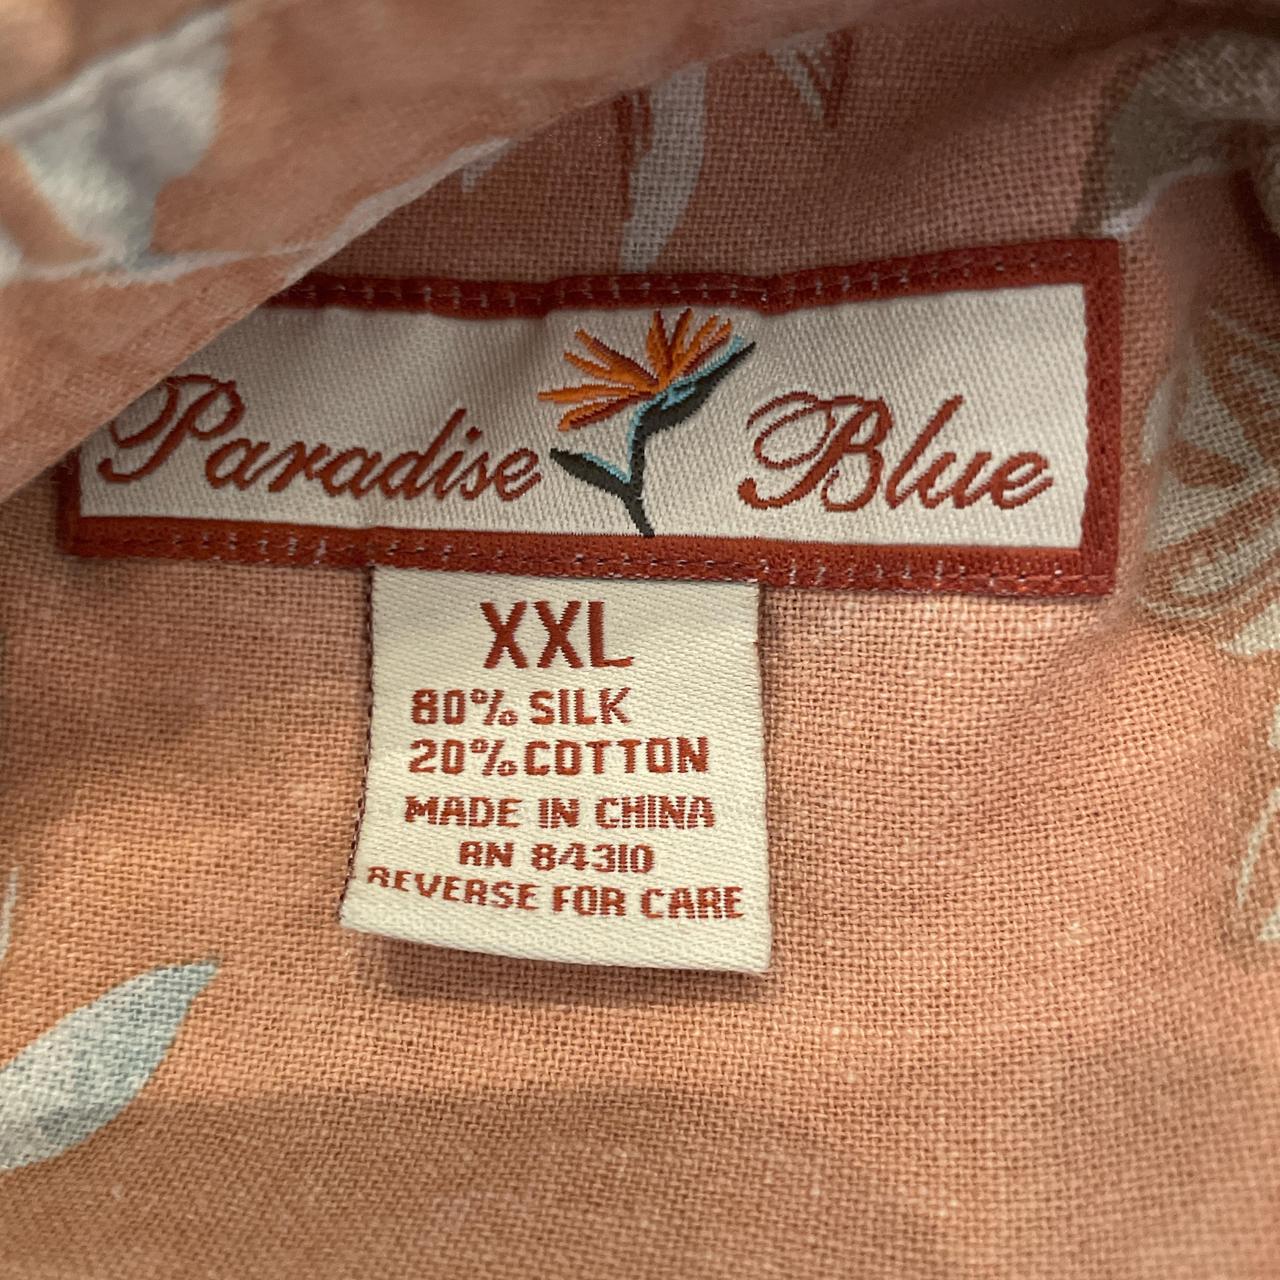 Paradise Blue
XXL
80% SILK
20% COTTON
MADE IN CHINA
RN 84310
REVERSE FOR CARE